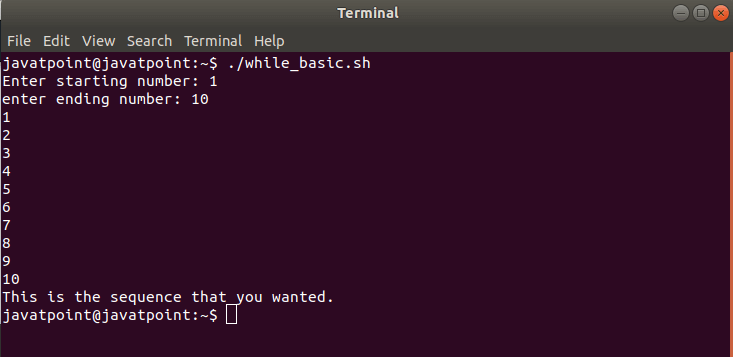 Terminal
File Edit View Search Terminal Help
javatpoint@javatpoint:~$ ./while_basic.sh
Enter starting number: 1
enter ending number: 10
1
2
3
4
5
6
7
8
9
10
This is the sequence that you wanted.
javatpoint@javatpoint:~$